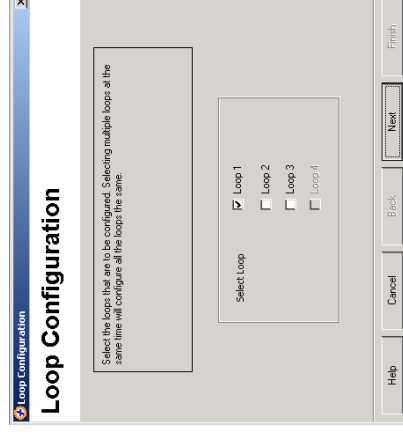 Loop Configuration
Loop Configuration
Select the loops that are to be configured. Selecting multiple loops at the
same time will configure all the loops the same.
Select Loop
Loop 1
Loop 2
Loop 3
Loop 4
Help
Cancel
Back
Next
Finish